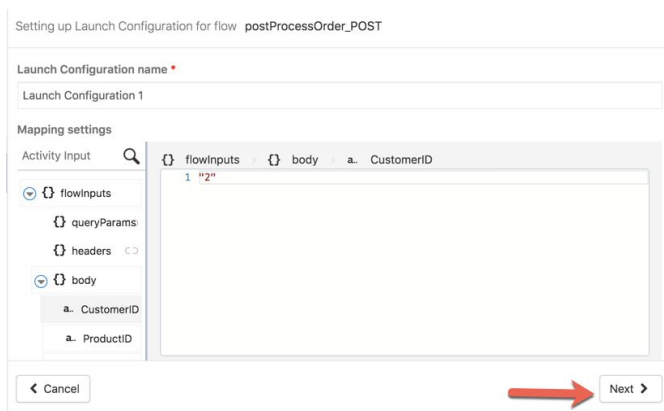 Setting up Launch Configuration for flow postProcessOrder_POST
Launch Configuration name *
Launch Configuration 1
Mapping settings
Activity Input
{} flowInputs {} body a.. CustomerID
1 "2"
{} flowInputs
{} queryParams
{} headers
{} body
a.. CustomerID
a.. ProductID
Cancel
Next